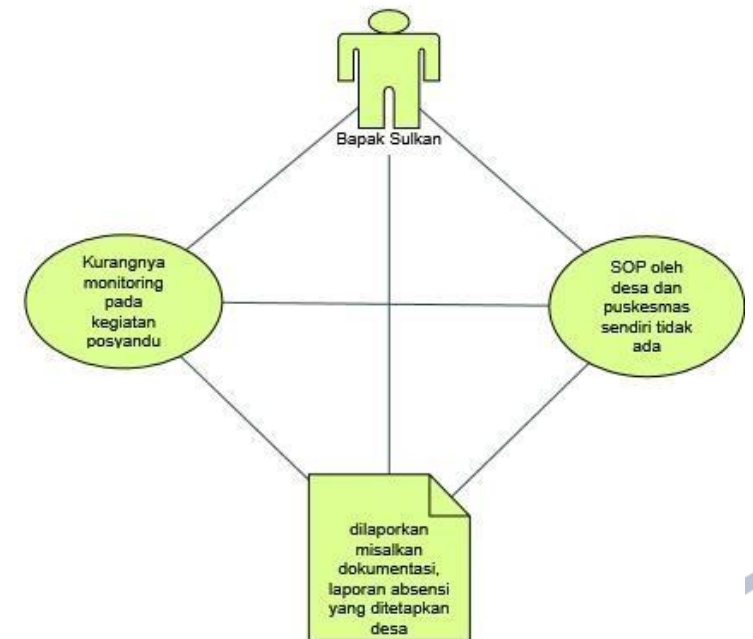 Bapak Sulkan
Kurangnya
monitoring
pada
kegiatan
posyandu
SOP oleh
desa dan
puskesmas
sendiri tidak
ada
dilaporkan
misalkan
dokumentasi,
laporan absensi
yang ditetapkan
desa